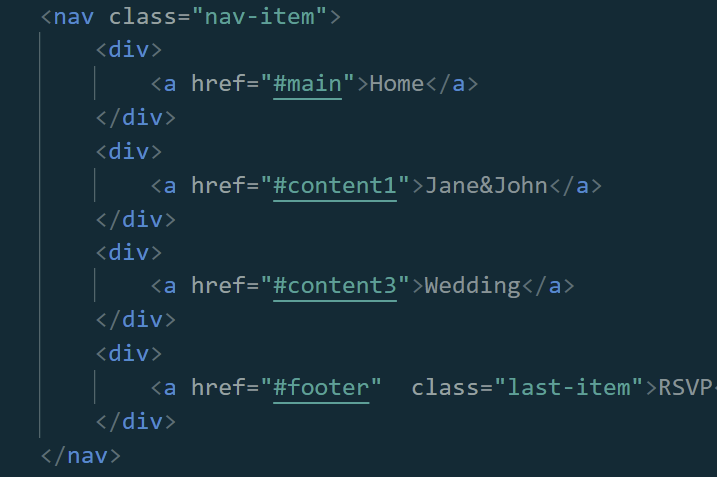 <nav class="nav-item">
<div>
<a href="#main">Home</a>
</div>
<div>
<a href="#content1">Jane&John</a>
</div>
<div>
<a href="#content3">Wedding</a>
</div>
<div>
<a href="#footer"  class="last-item">RSVP<
</div>
</nav>